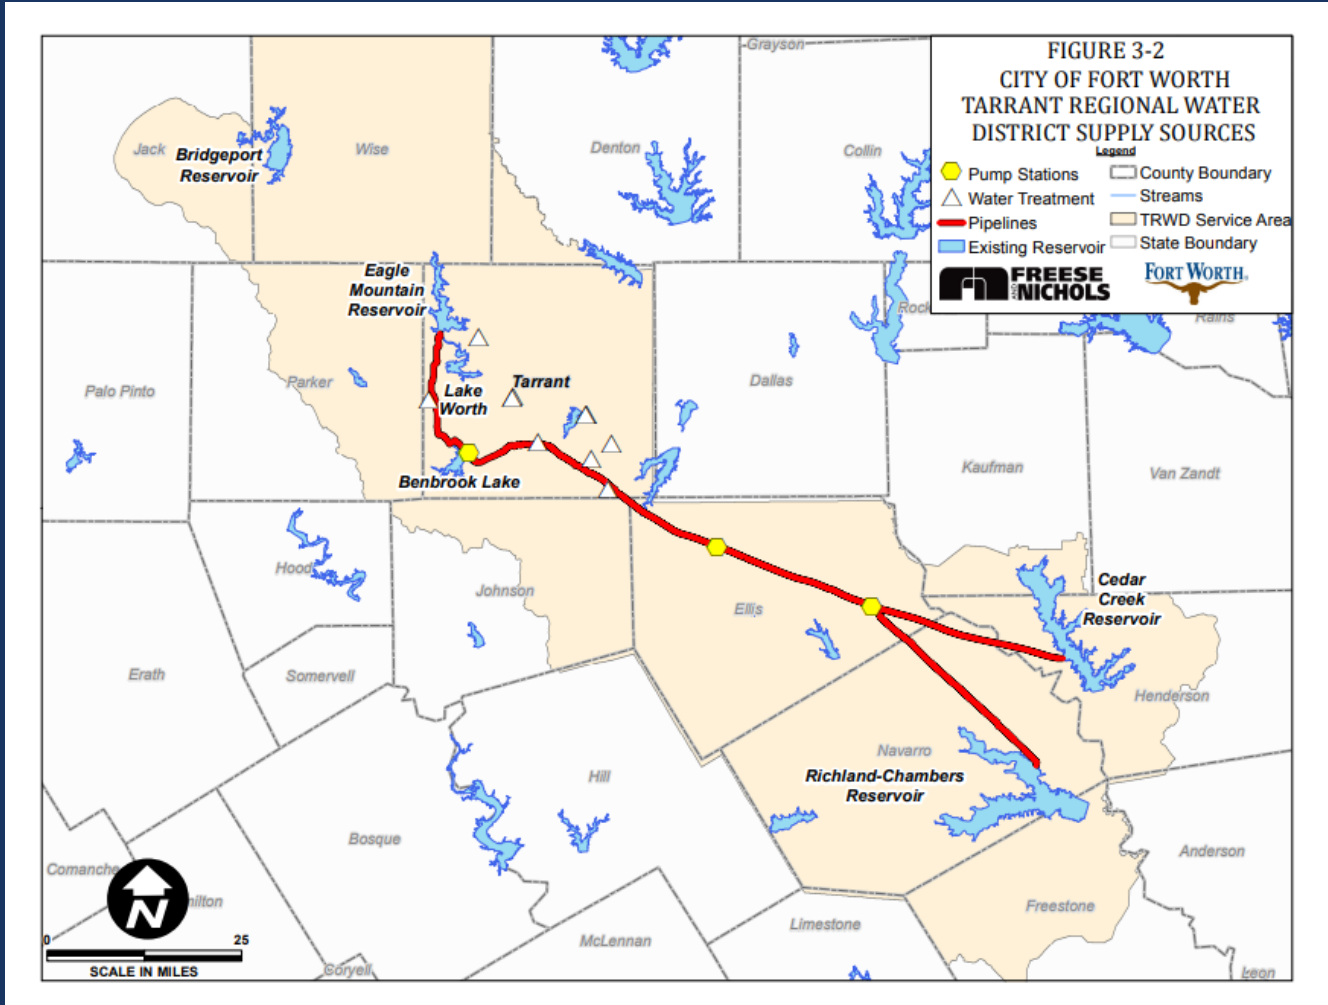 FIGURE 3-2
CITY OF FORT WORTH
TARRANT REGIONAL WATER
DISTRICT SUPPLY SOURCES
Legend
Pump Stations
Water Treatment
Pipelines
Existing Reservoir
County Boundary
Streams
TRWD Service Area
State Boundary
FREESE
AND
NICHOLS
FORT WORTH®
Grayson
Jack
Bridgeport
Reservoir
Wise
Denton
Collin
Eagle
Mountain
Reservoir
Rock
Rains
Palo Pinto
Parker
Lake
Worth
Tarrant
Dallas
Benbrook Lake
Kaufman
Van Zandt
Hood
Johnson
Ellis
Cedar
Creek
Reservoir
Erath
Somervell
Henderson
Navarro
Richland-Chambers
Reservoir
Hill
Bosque
Comanche
Anderson
milton
Freestone
Limestone
McLennan
Coryell
Leon
N
0 25
SCALE IN MILES